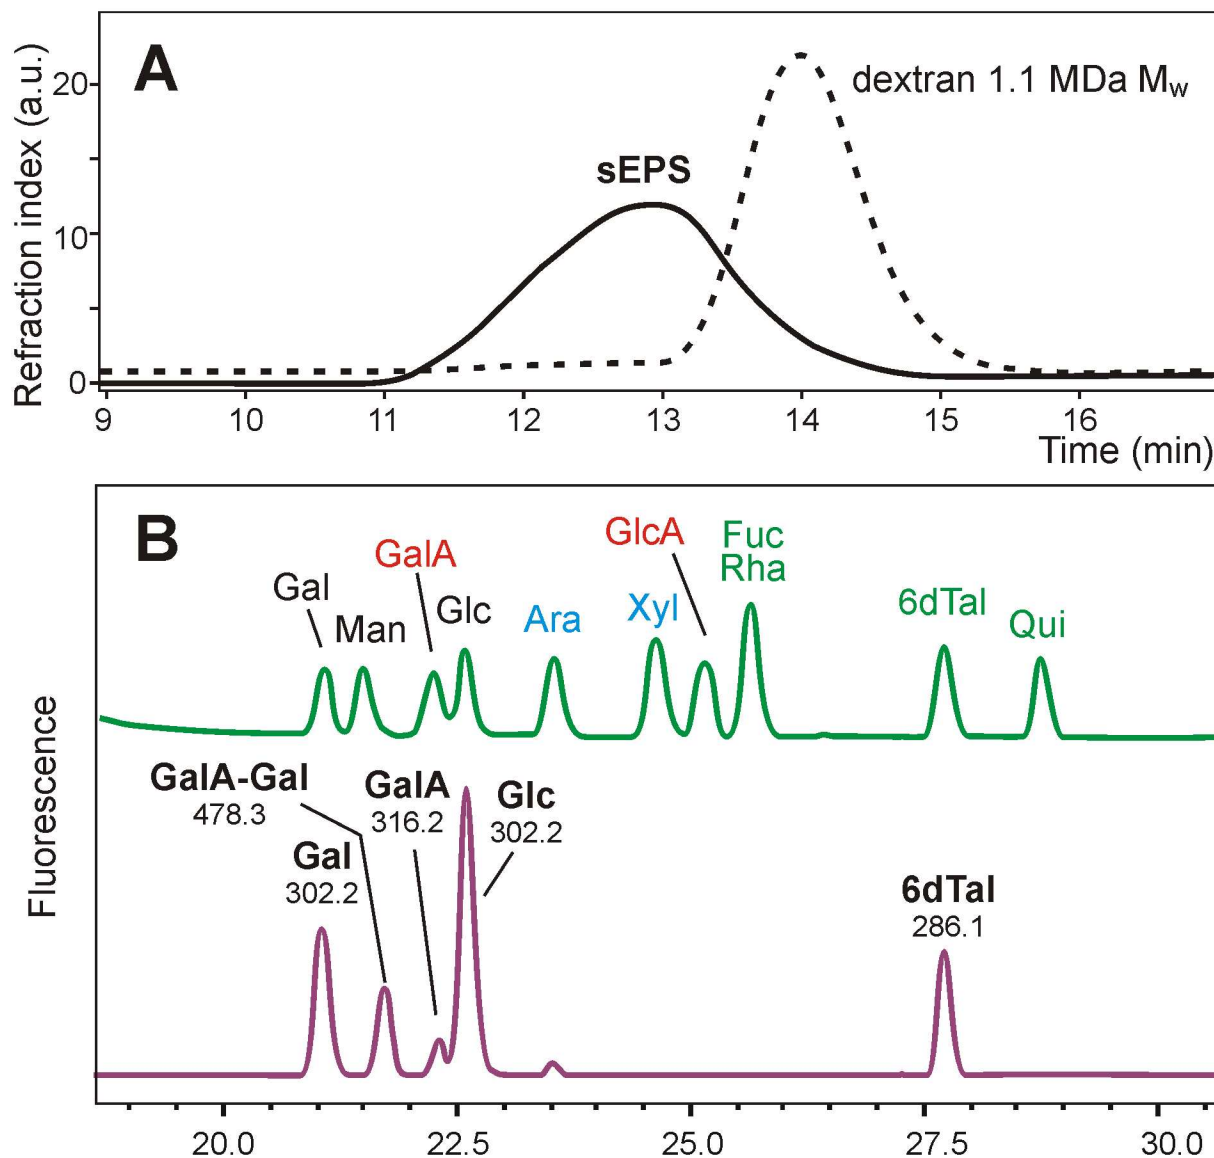 A
Refraction index (a.u.)
20
10
0
sEPS
dextran 1.1 MDa Mw
9 10 11 12 13 14 15 16
Time (min)
B
Fluorescence
Gal
Man
GalA
Glc
Ara
Xyl
GlcA
Fuc
Rha
6dTal
Qui
GalA-Gal
478.3
Gal
302.2
GalA
316.2
Glc
302.2
6dTal
286.1
20.0 22.5 25.0 27.5 30.0